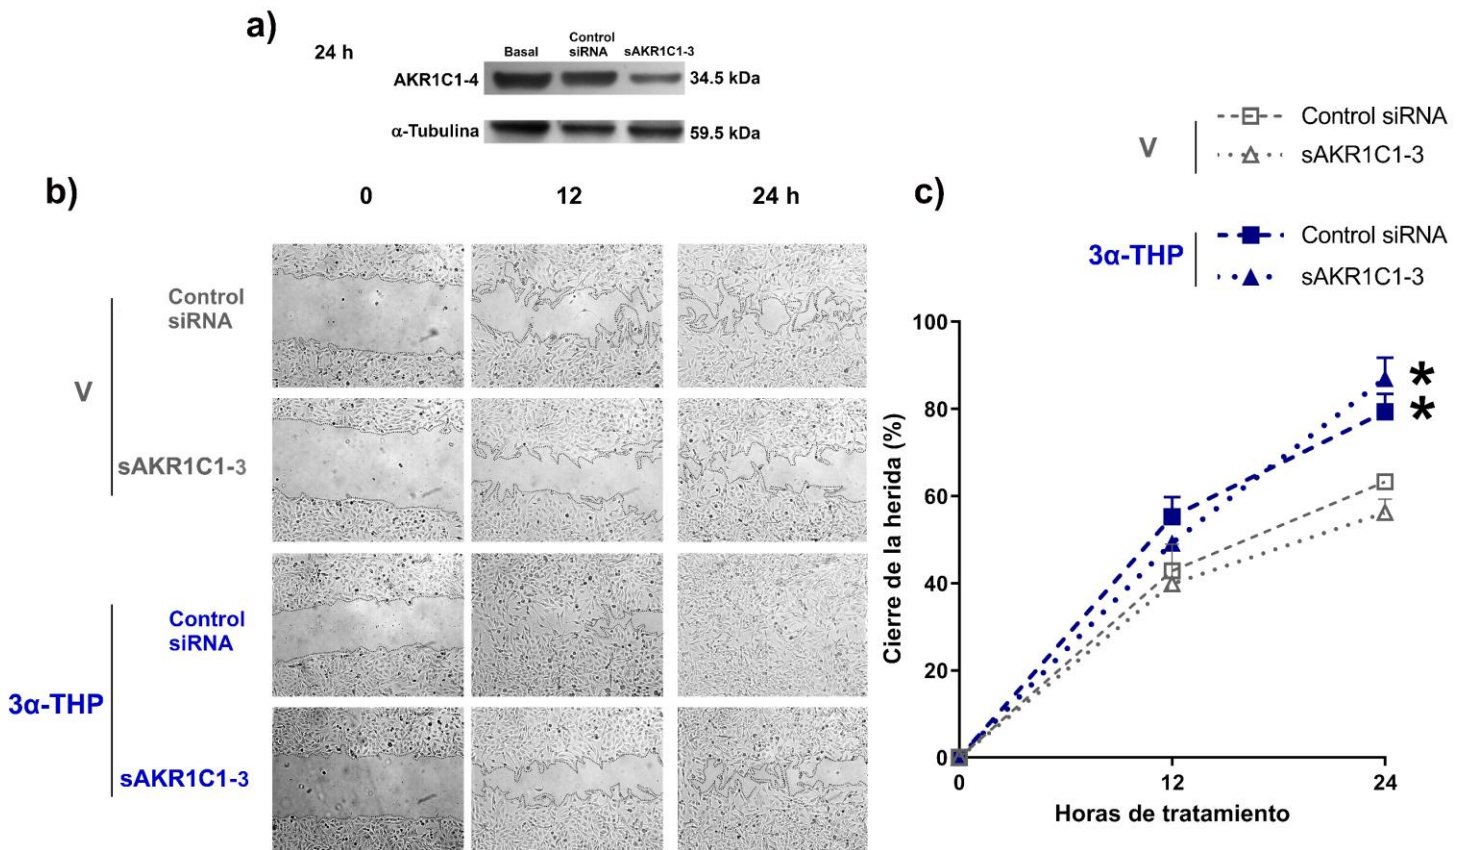 a)
24 h
Basal
Control
siRNA
sAKR1C1-3
AKR1C1-4
34.5 kDa
α-Tubulina
59.5 kDa
b)
0
12
24 h
V
Control
siRNA
sAKR1C1-3
3α-THP
Control
siRNA
sAKR1C1-3
c)
V
Control siRNA
sAKR1C1-3
3α-THP
Control siRNA
sAKR1C1-3
Cierre de la herida (%)
100
80
60
40
20
0
*
*
0
12
24
Horas de tratamiento